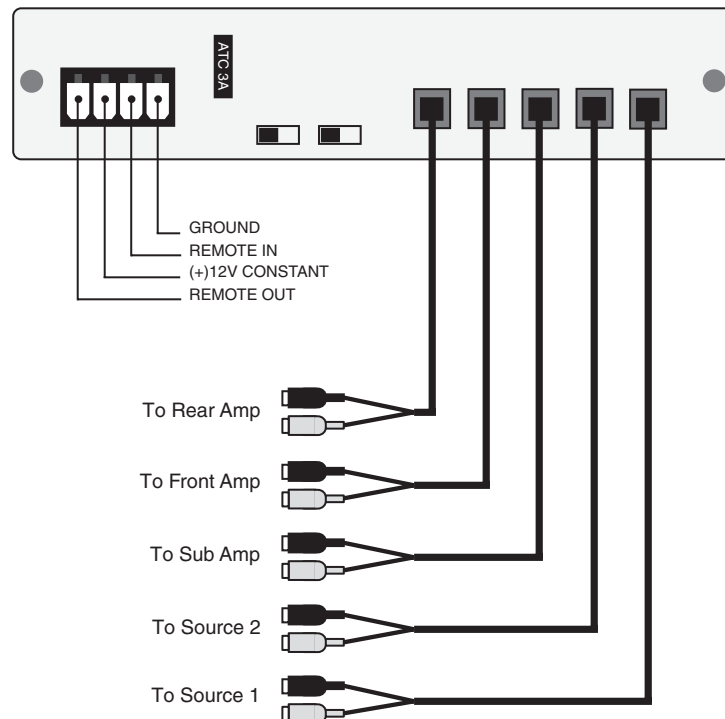 ATC 3A
GROUND
REMOTE IN
(+)12V CONSTANT
REMOTE OUT
To Rear Amp
To Front Amp
To Sub Amp
To Source 2
To Source 1